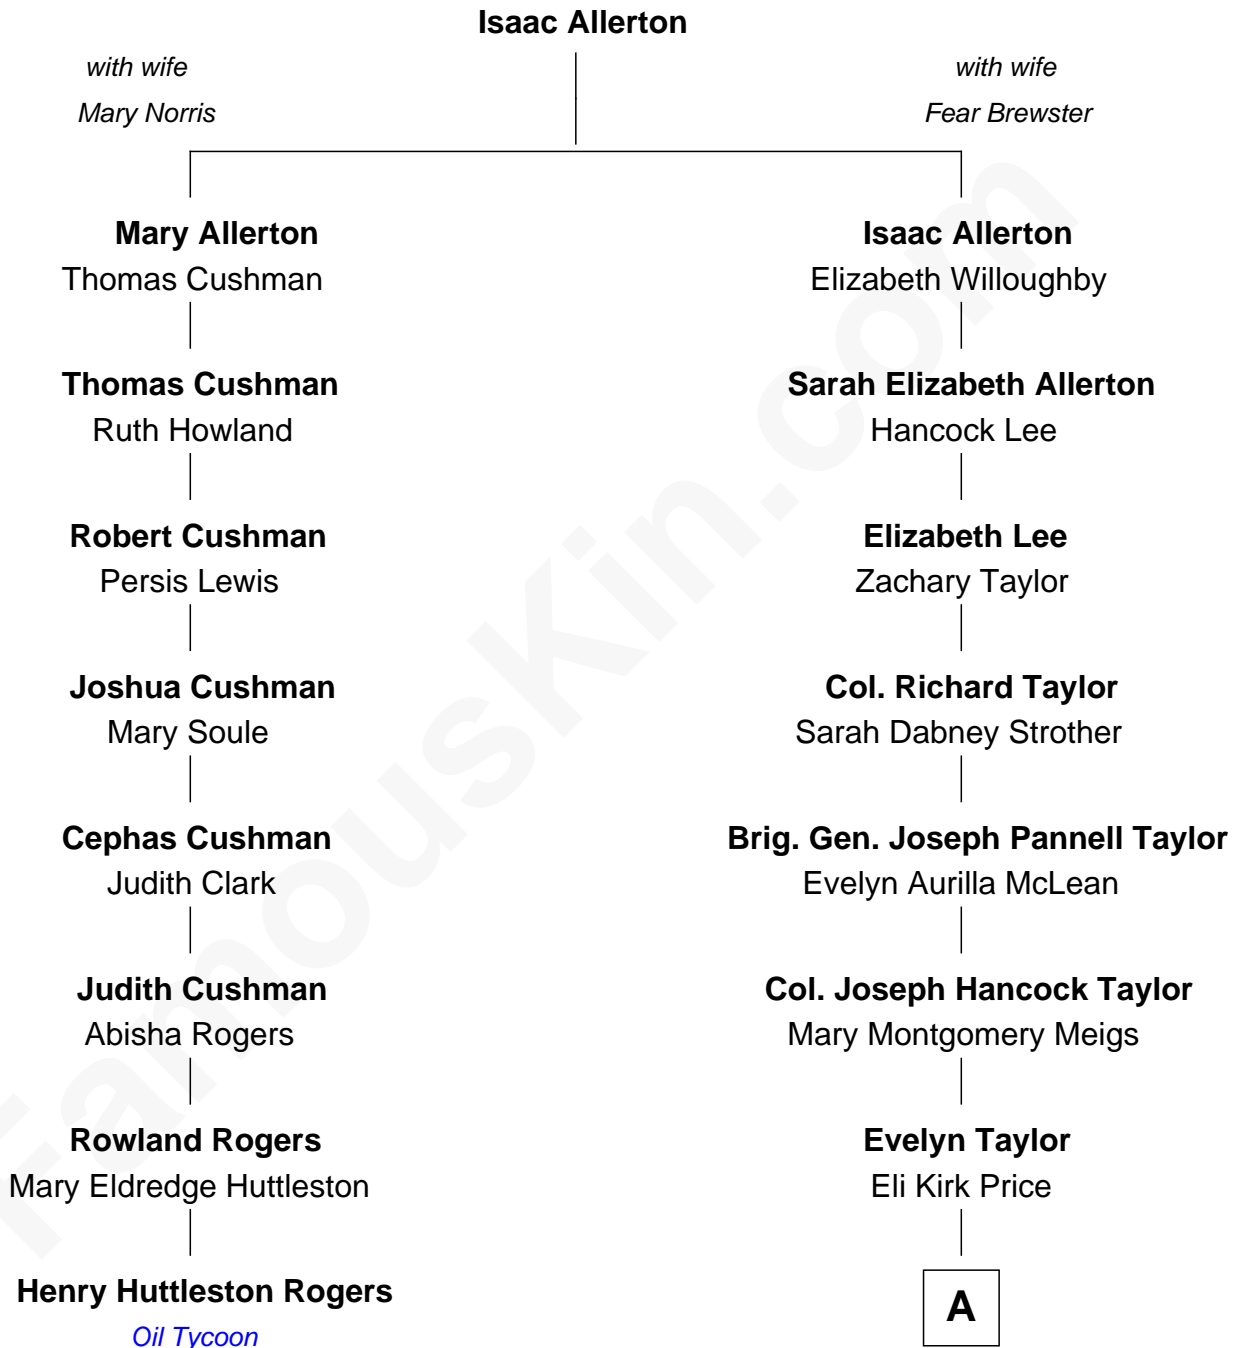 Isaac Allerton
with wife
Mary Norris
with wife
Fear Brewster
Mary Allerton
Thomas Cushman
Isaac Allerton
Elizabeth Willoughby
Thomas Cushman
Ruth Howland
Sarah Elizabeth Allerton
Hancock Lee
Robert Cushman
Persis Lewis
Elizabeth Lee
Zachary Taylor
Joshua Cushman
Mary Soule
Col. Richard Taylor
Sarah Dabney Strother
Cephas Cushman
Judith Clark
Brig. Gen. Joseph Pannell Taylor
Evelyn Aurilla McLean
Judith Cushman
Abisha Rogers
Col. Joseph Hancock Taylor
Mary Montgomery Meigs
Rowland Rogers
Mary Eldredge Huttleston
Evelyn Taylor
Eli Kirk Price
Henry Huttleston Rogers
Oil Tycoon
A
FamousKin.com